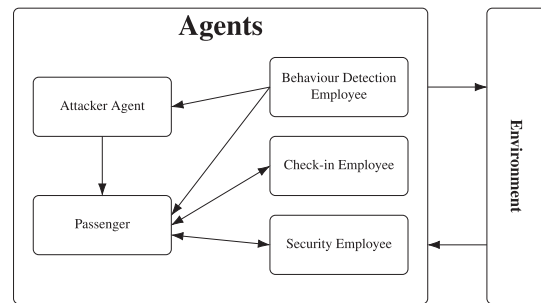 Agents
Behaviour Detection
Employee
Attacker Agent
Check-in Employee
Passenger
Security Employee
Environment